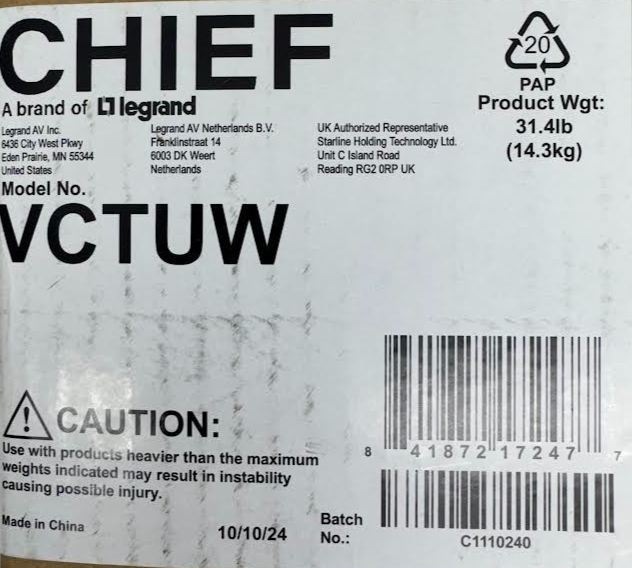 CHIEF
A brand of legrand
Legrand AV Inc.
6436 City West Pkwy
Eden Prairie, MN 55344
United States
Legrand AV Netherlands B.V.
Franklinstraat 14
6003 DK Weert
Netherlands
UK Authorized Representative
Starline Holding Technology Ltd.
Unit C Island Road
Reading RG2 0RP UK
20
PAP
Product Wgt:
31.4lb
(14.3kg)
Model No.
VCTUW
CAUTION:
Use with products heavier than the maximum
weights indicated may result in instability
causing possible injury.
Made in China
10/10/24
8 41872 17247 7
Batch
No.:
C1110240